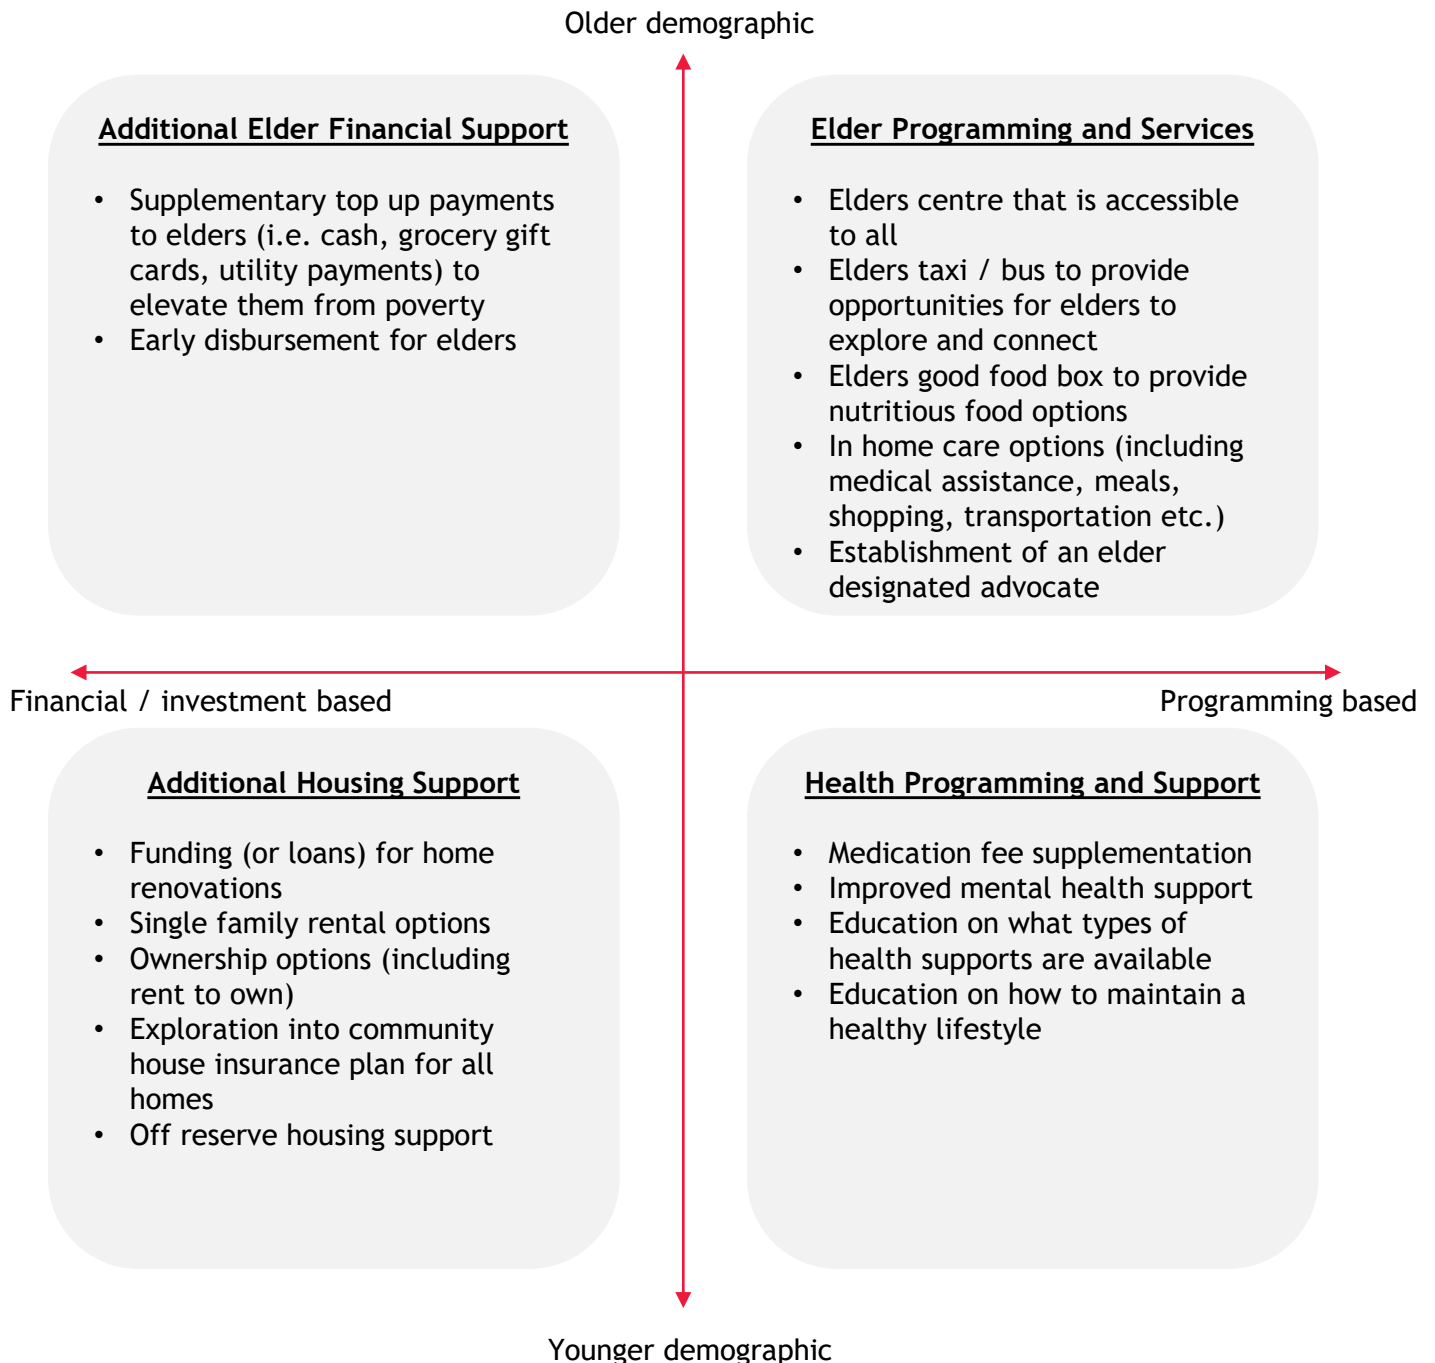 Older demographic
Additional Elder Financial Support
• Supplementary top up payments
to elders (i.e. cash, grocery gift
cards, utility payments) to
elevate them from poverty
• Early disbursement for elders
Elder Programming and Services
• Elders centre that is accessible
to all
• Elders taxi / bus to provide
opportunities for elders to
explore and connect
• Elders good food box to provide
nutritious food options
• In home care options (including
medical assistance, meals,
shopping, transportation etc.)
• Establishment of an elder
designated advocate
Financial / investment based
Programming based
Additional Housing Support
• Funding (or loans) for home
renovations
• Single family rental options
• Ownership options (including
rent to own)
• Exploration into community
house insurance plan for all
homes
• Off reserve housing support
Health Programming and Support
• Medication fee supplementation
• Improved mental health support
• Education on what types of
health supports are available
• Education on how to maintain a
healthy lifestyle
Younger demographic